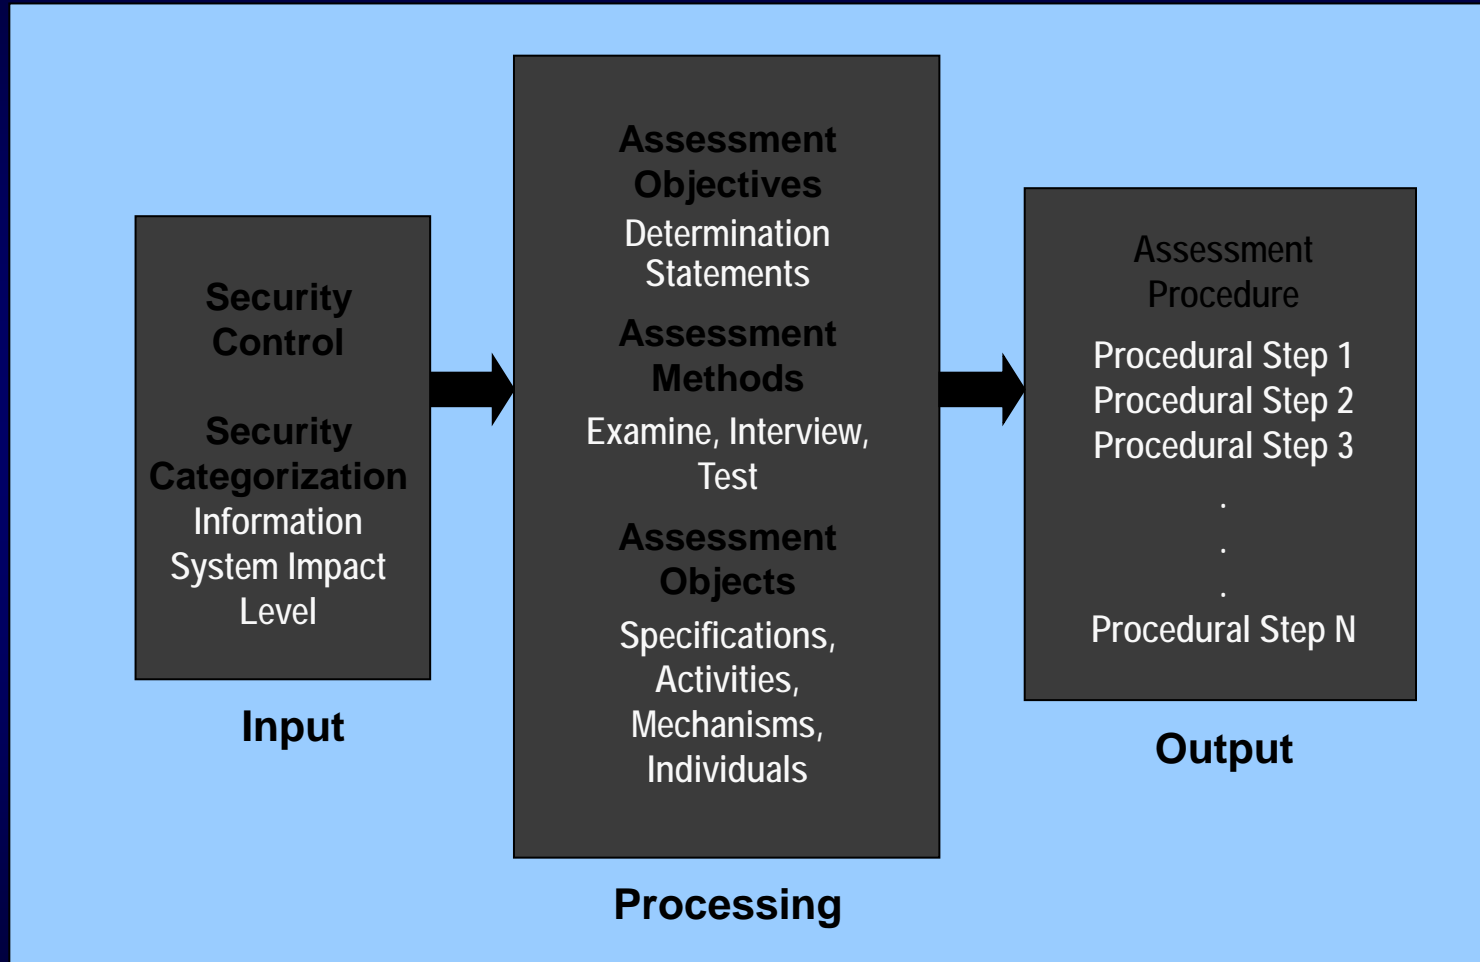 Security
Control
Security
Categorization
Information
System Impact
Level
Input
Assessment
Objectives
Determination
Statements
Assessment
Methods
Examine, Interview,
Test
Assessment
Objects
Specifications,
Activities,
Mechanisms,
Individuals
Processing
Assessment
Procedure
Procedural Step 1
Procedural Step 2
Procedural Step 3
.
.
.
Procedural Step N
Output